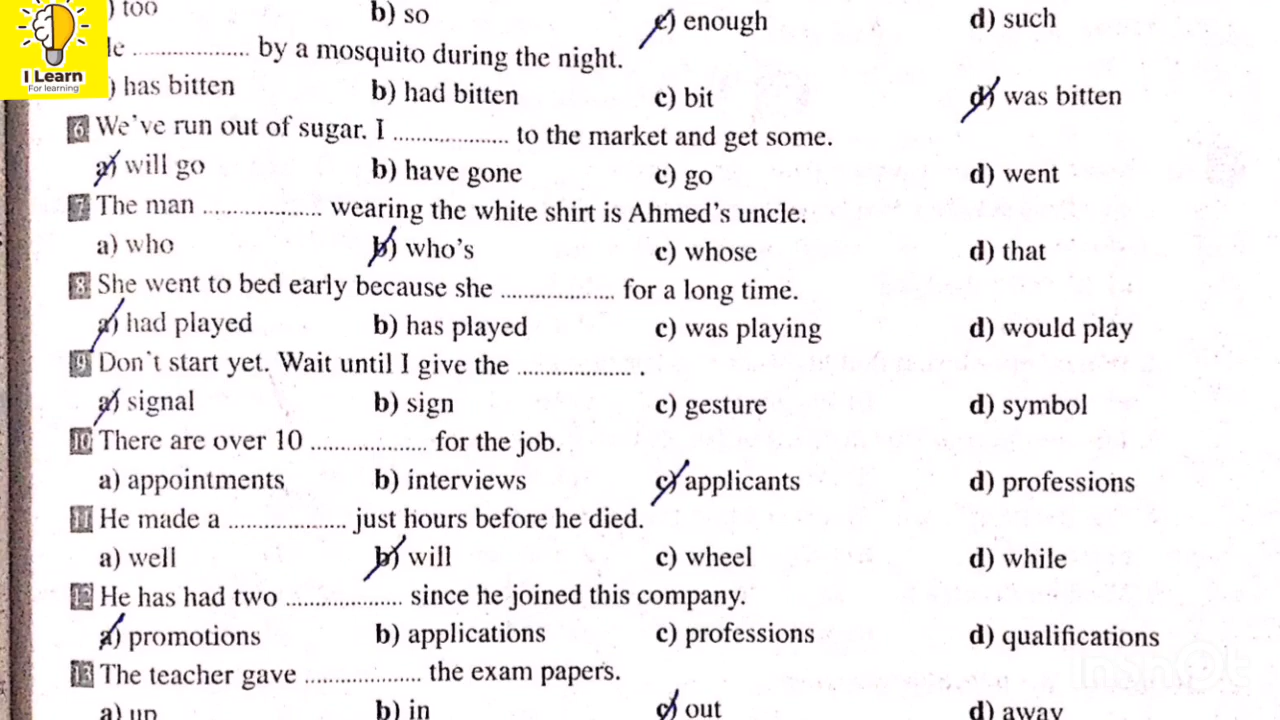 ) too b) so c) enough d) such
I Learn
For learning
le .................... by a mosquito during the night.
) has bitten b) had bitten c) bit d) was bitten
6 We've run out of sugar. I .................... to the market and get some.
a) will go b) have gone c) go d) went
7 The man .................... wearing the white shirt is Ahmed's uncle.
a) who b) who's c) whose d) that
8 She went to bed early because she .................... for a long time.
a) had played b) has played c) was playing d) would play
9 Don't start yet. Wait until I give the .................... .
a) signal b) sign c) gesture d) symbol
10 There are over 10 .................... for the job.
a) appointments b) interviews c) applicants d) professions
11 He made a .................... just hours before he died.
a) well b) will c) wheel d) while
12 He has had two .................... since he joined this company.
a) promotions b) applications c) professions d) qualifications
13 The teacher gave .................... the exam papers.
a) up b) in c) out d) away